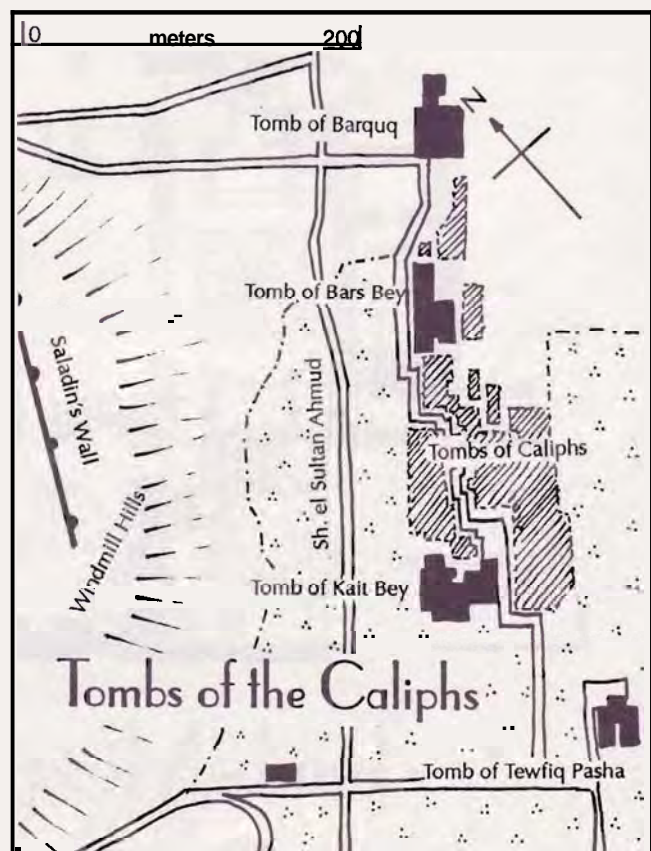 0 meters 200
N
Tomb of Barquq
Tomb of Bars Bey
Saladin's Wall
Sh. el Sultan Ahmud
Tombs of Caliphs
Windmill Hills
Tomb of Kait Bey
Tombs of the Caliphs
Tomb of Tewfiq Pasha